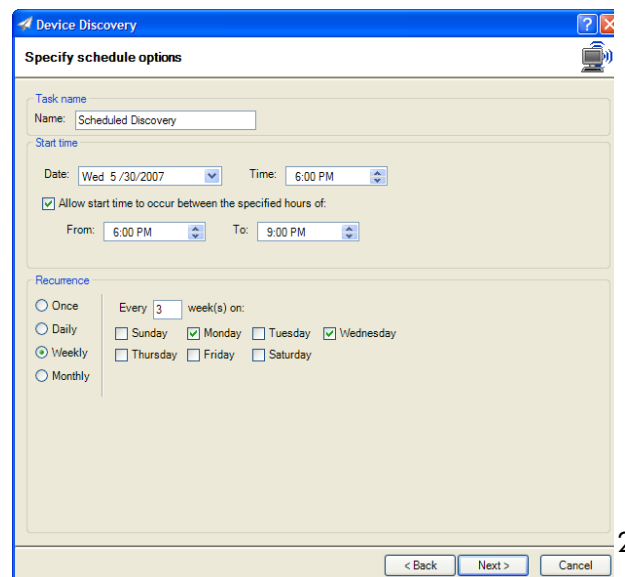 Device Discovery
Specify schedule options
Task name
Name: Scheduled Discovery
Start time
Date: Wed 5 /30/2007 Time: 6:00 PM
Allow start time to occur between the specified hours of:
From: 6:00 PM To: 9:00 PM
Recurrence
Once Every 3 week(s) on:
Daily Sunday Monday Tuesday Wednesday
Weekly Thursday Friday Saturday
Monthly
2
< Back Next > Cancel